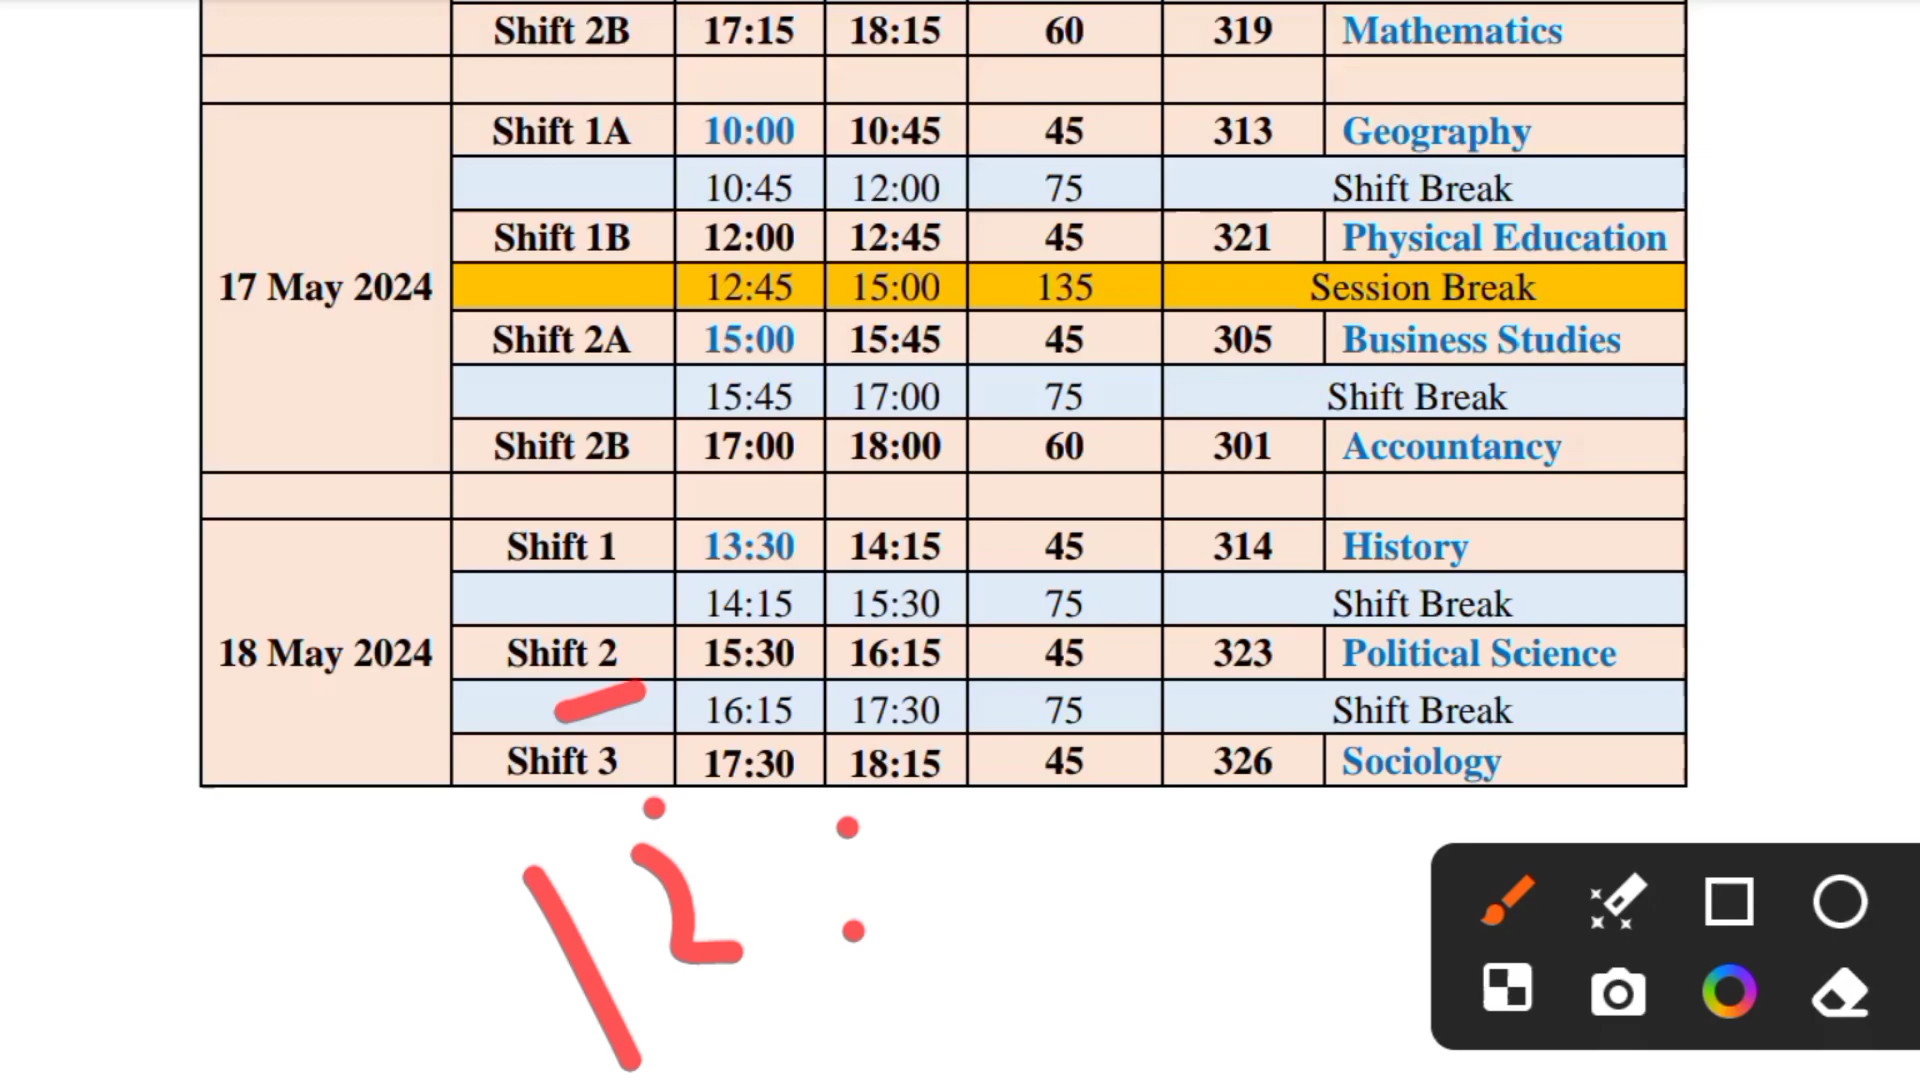 Shift 2B 17:15 18:15 60 319 Mathematics
17 May 2024
Shift 1A 10:00 10:45 45 313 Geography
10:45 12:00 75 Shift Break
Shift 1B 12:00 12:45 45 321 Physical Education
12:45 15:00 135 Session Break
Shift 2A 15:00 15:45 45 305 Business Studies
15:45 17:00 75 Shift Break
Shift 2B 17:00 18:00 60 301 Accountancy
18 May 2024
Shift 1 13:30 14:15 45 314 History
14:15 15:30 75 Shift Break
Shift 2 15:30 16:15 45 323 Political Science
16:15 17:30 75 Shift Break
Shift 3 17:30 18:15 45 326 Sociology
12: